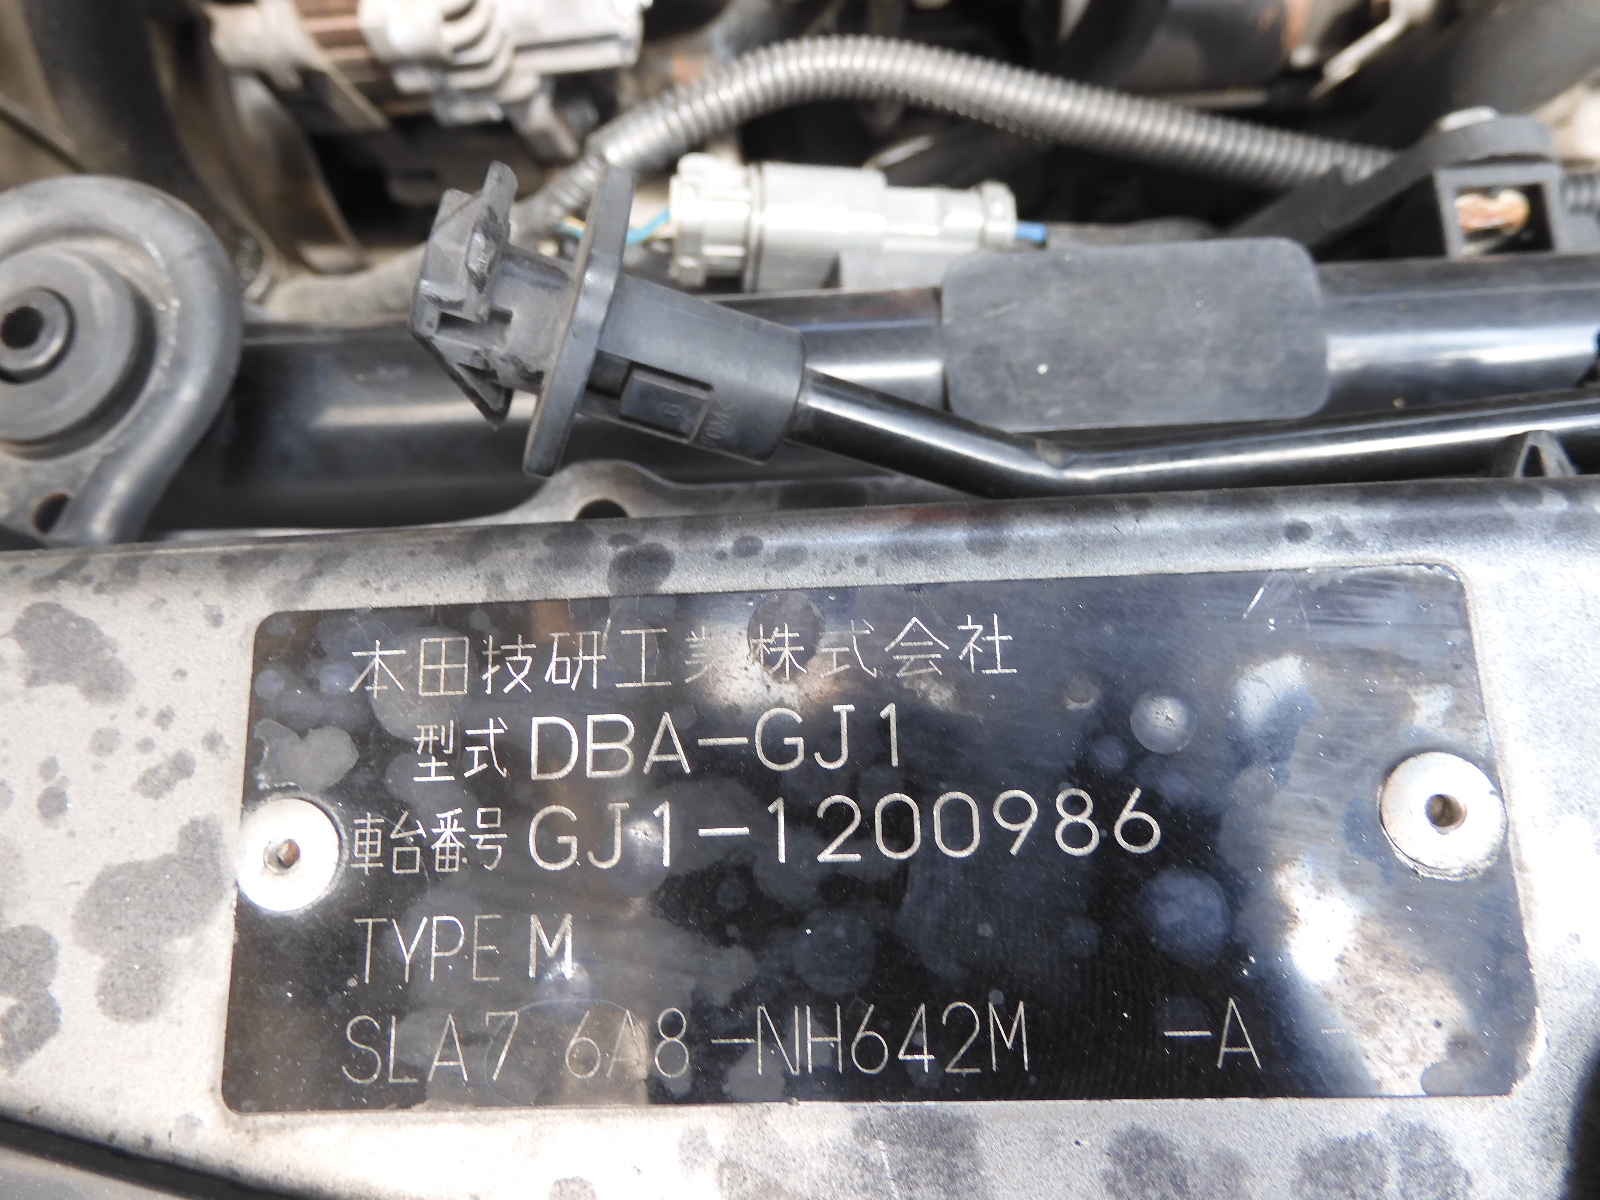 本田技研工業株式会社
型式 DBA-GJ1
車台番号 GJ1-1200986
TYPE M
SLA7 6A8-NH642M -A -